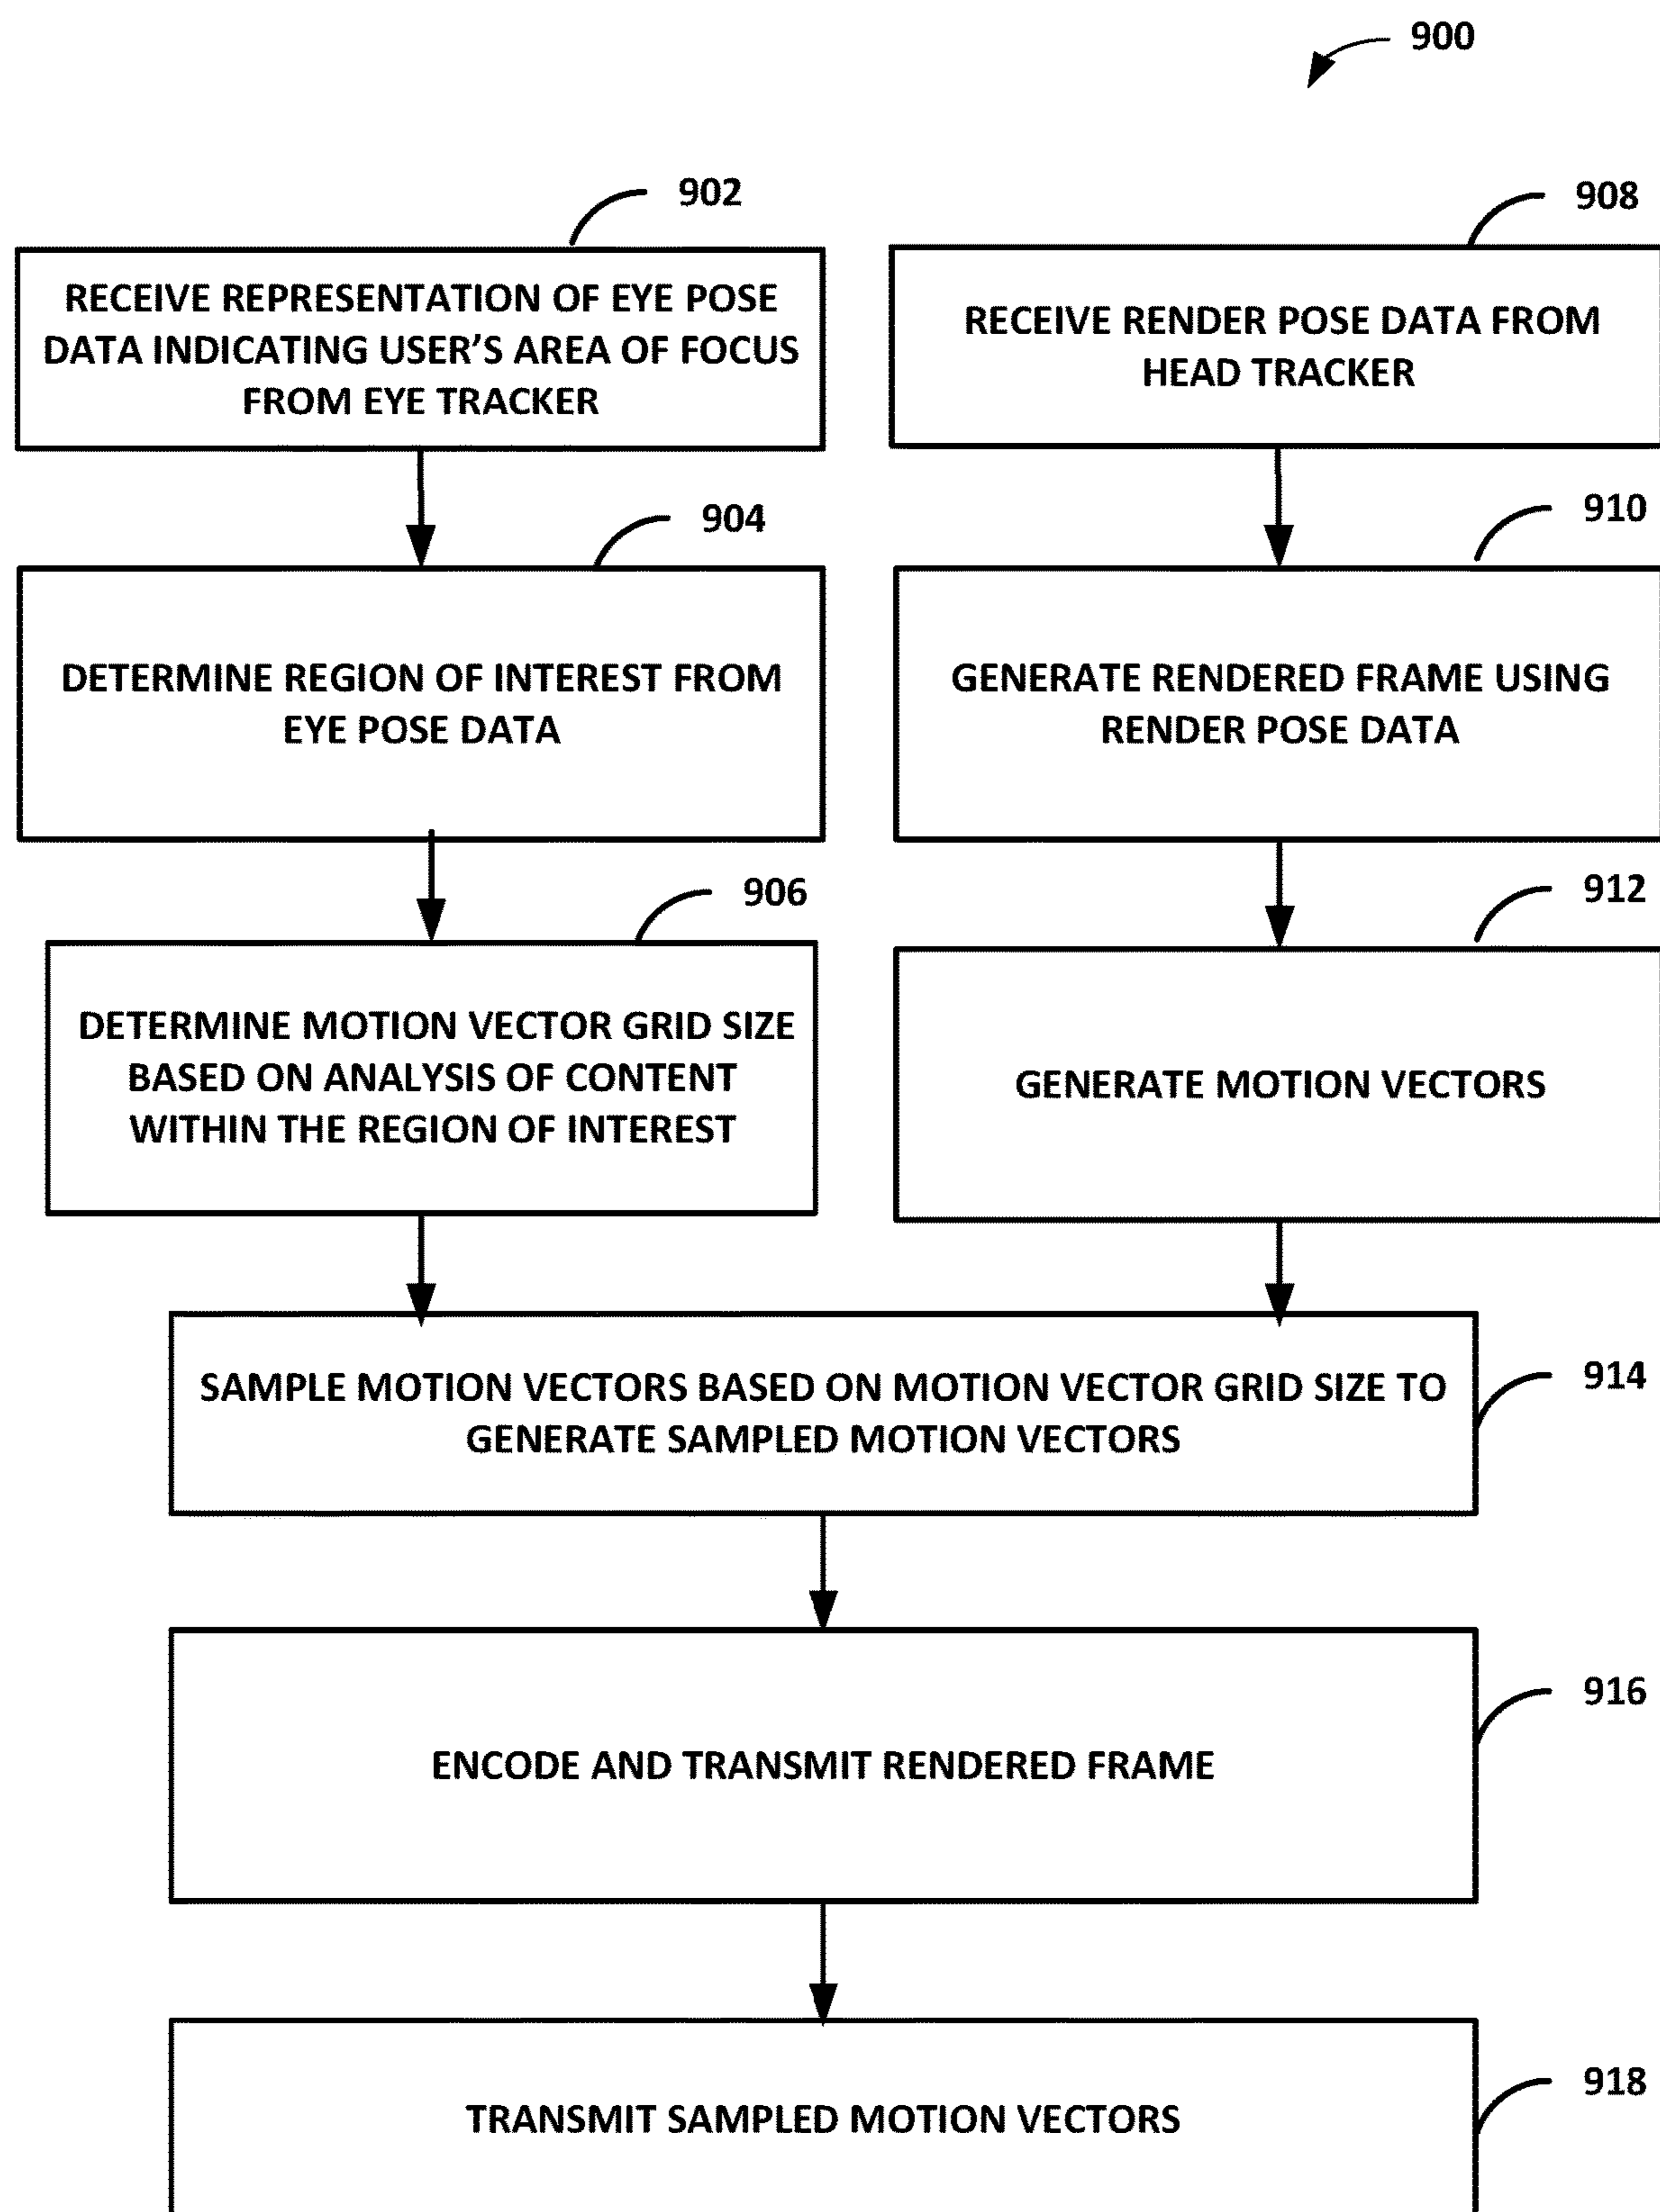 900
902
RECEIVE REPRESENTATION OF EYE POSE
DATA INDICATING USER'S AREA OF FOCUS
FROM EYE TRACKER
904
DETERMINE REGION OF INTEREST FROM
EYE POSE DATA
906
DETERMINE MOTION VECTOR GRID SIZE
BASED ON ANALYSIS OF CONTENT
WITHIN THE REGION OF INTEREST
908
RECEIVE RENDER POSE DATA FROM
HEAD TRACKER
910
GENERATE RENDERED FRAME USING
RENDER POSE DATA
912
GENERATE MOTION VECTORS
914
SAMPLE MOTION VECTORS BASED ON MOTION VECTOR GRID SIZE TO
GENERATE SAMPLED MOTION VECTORS
916
ENCODE AND TRANSMIT RENDERED FRAME
918
TRANSMIT SAMPLED MOTION VECTORS